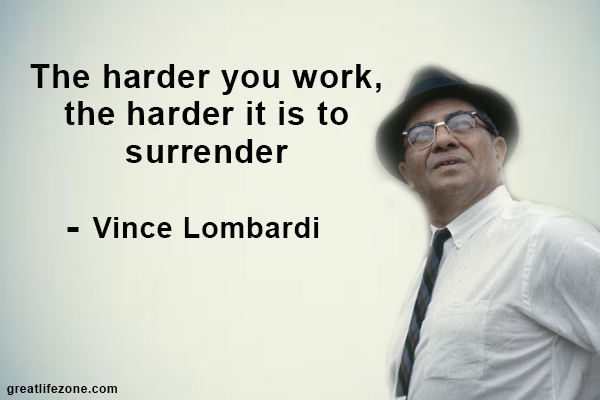 The harder you work,
the harder it is to
surrender
- Vince Lombardi
greatlifezone.com